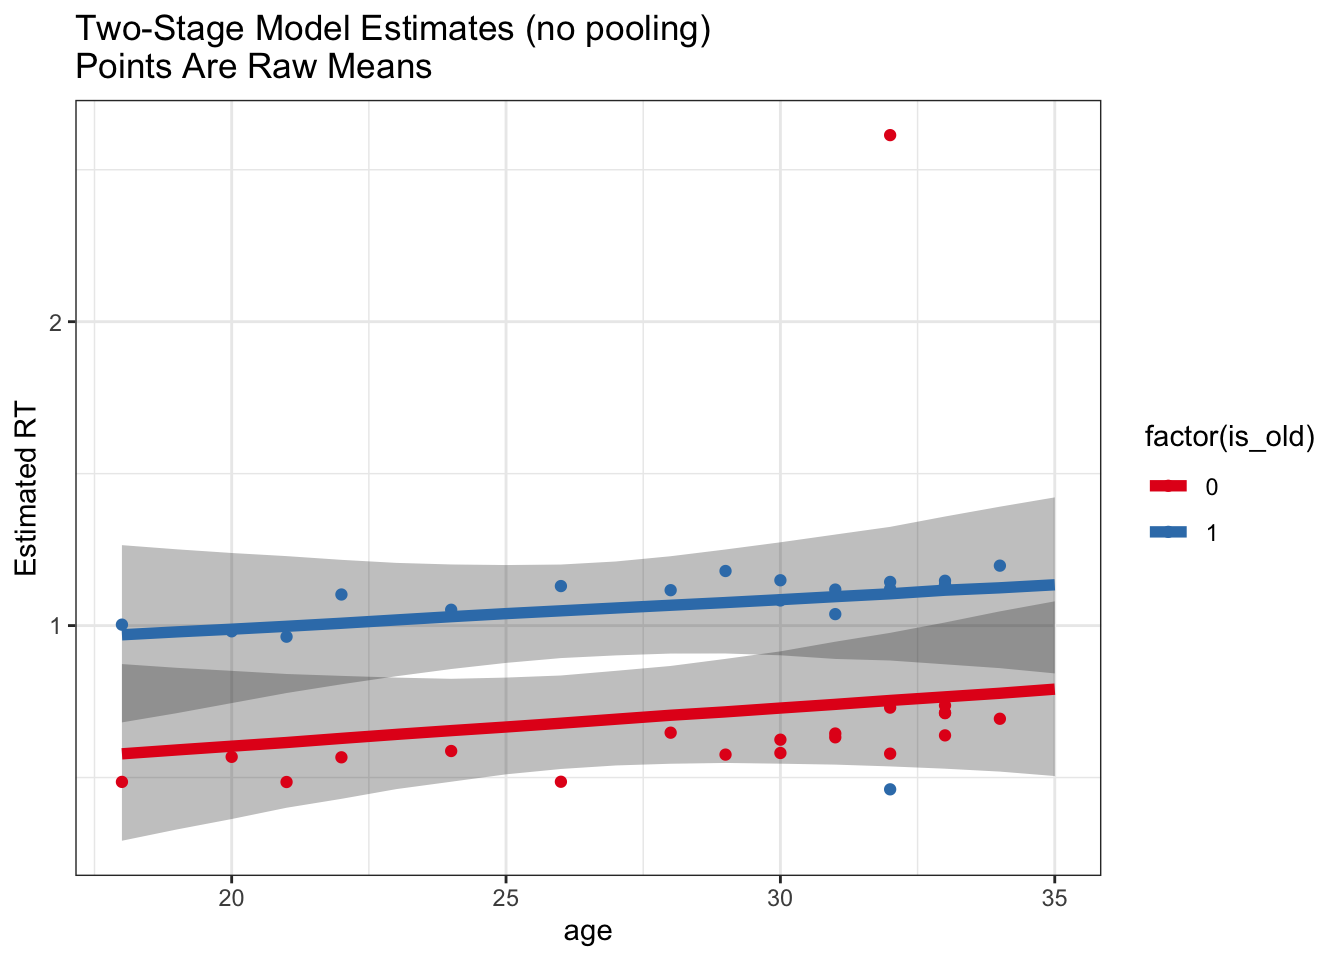 Two-Stage Model Estimates (no pooling)
Points Are Raw Means
Estimated RT
2
1
20
25
30
35
age
factor(is_old)
0
1